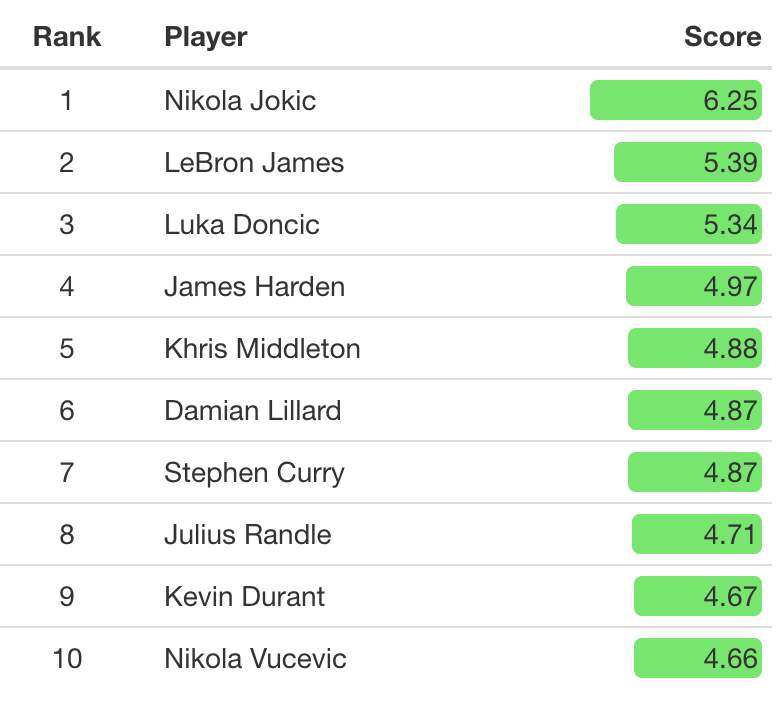 Rank Player Score
1 Nikola Jokic 6.25
2 LeBron James 5.39
3 Luka Doncic 5.34
4 James Harden 4.97
5 Khris Middleton 4.88
6 Damian Lillard 4.87
7 Stephen Curry 4.87
8 Julius Randle 4.71
9 Kevin Durant 4.67
10 Nikola Vucevic 4.66